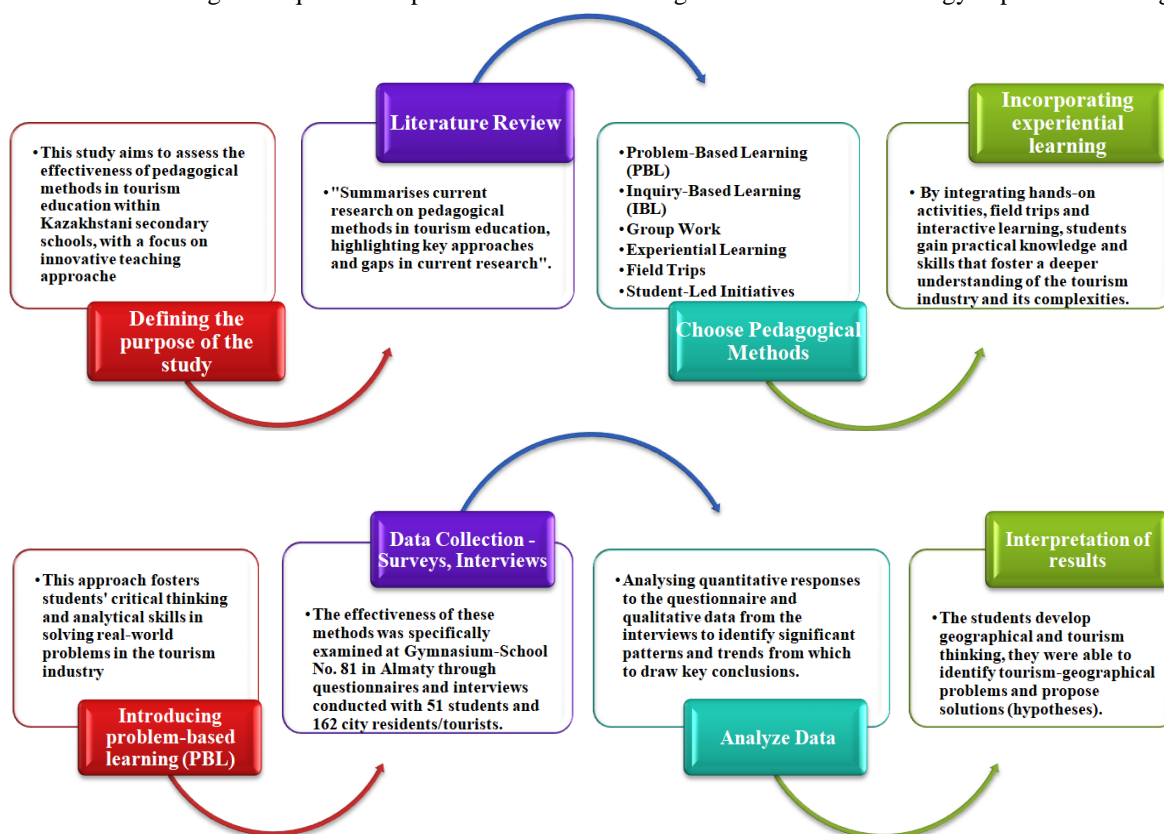 • This study aims to assess the
effectiveness of pedagogical
methods in tourism
education within
Kazakhstani secondary
schools, with a focus on
innovative teaching
approache
Defining the
purpose of the
study
Literature Review
• "Summarises current
research on pedagogical
methods in tourism education,
highlighting key approaches
and gaps in current research".
• Problem-Based Learning
(PBL)
• Inquiry-Based Learning
(IBL)
• Group Work
• Experiential Learning
• Field Trips
• Student-Led Initiatives
Choose Pedagogical
Methods
Incorporating
experiential
learning
• By integrating hands-on
activities, field trips and
interactive learning, students
gain practical knowledge and
skills that foster a deeper
understanding of the tourism
industry and its complexities.
• This approach fosters
students' critical thinking
and analytical skills in
solving real-world
problems in the tourism
industry
Introducing
problem-based
learning (PBL)
Data Collection -
Surveys, Interviews
• The effectiveness of these
methods was specifically
examined at Gymnasium-School
No. 81 in Almaty through
questionnaires and interviews
conducted with 51 students and
162 city residents/tourists.
• Analysing quantitative responses
to the questionnaire and
qualitative data from the
interviews to identify significant
patterns and trends from which
to draw key conclusions.
Analyze Data
Interpretation of
results
• The students develop
geographical and tourism
thinking, they were able to
identify tourism-geographical
problems and propose
solutions (hypotheses).